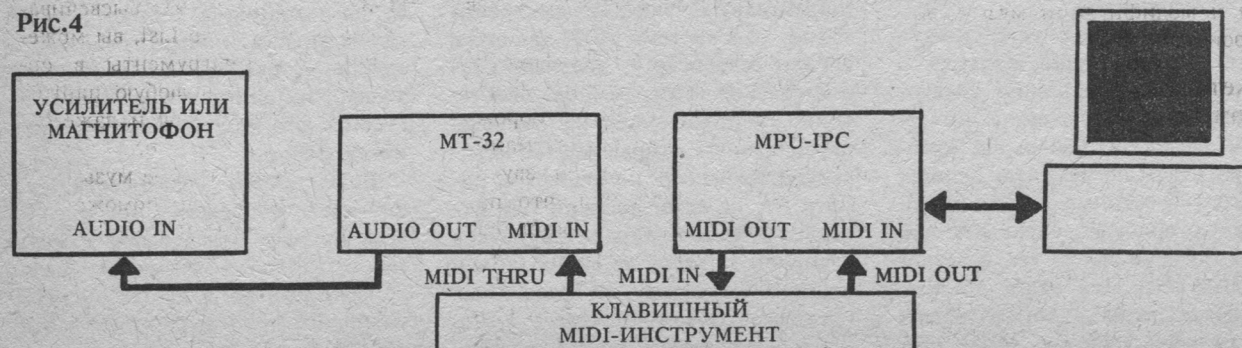 Рис.4
УСИЛИТЕЛЬ ИЛИ
МАГНИТОФОН
AUDIO IN
МТ-32
AUDIO OUT MIDI IN
MPU-IPC
MIDI OUT MIDI IN
MIDI THRU
MIDI IN
MIDI OUT
КЛАВИШНЫЙ
MIDI-ИНСТРУМЕНТ